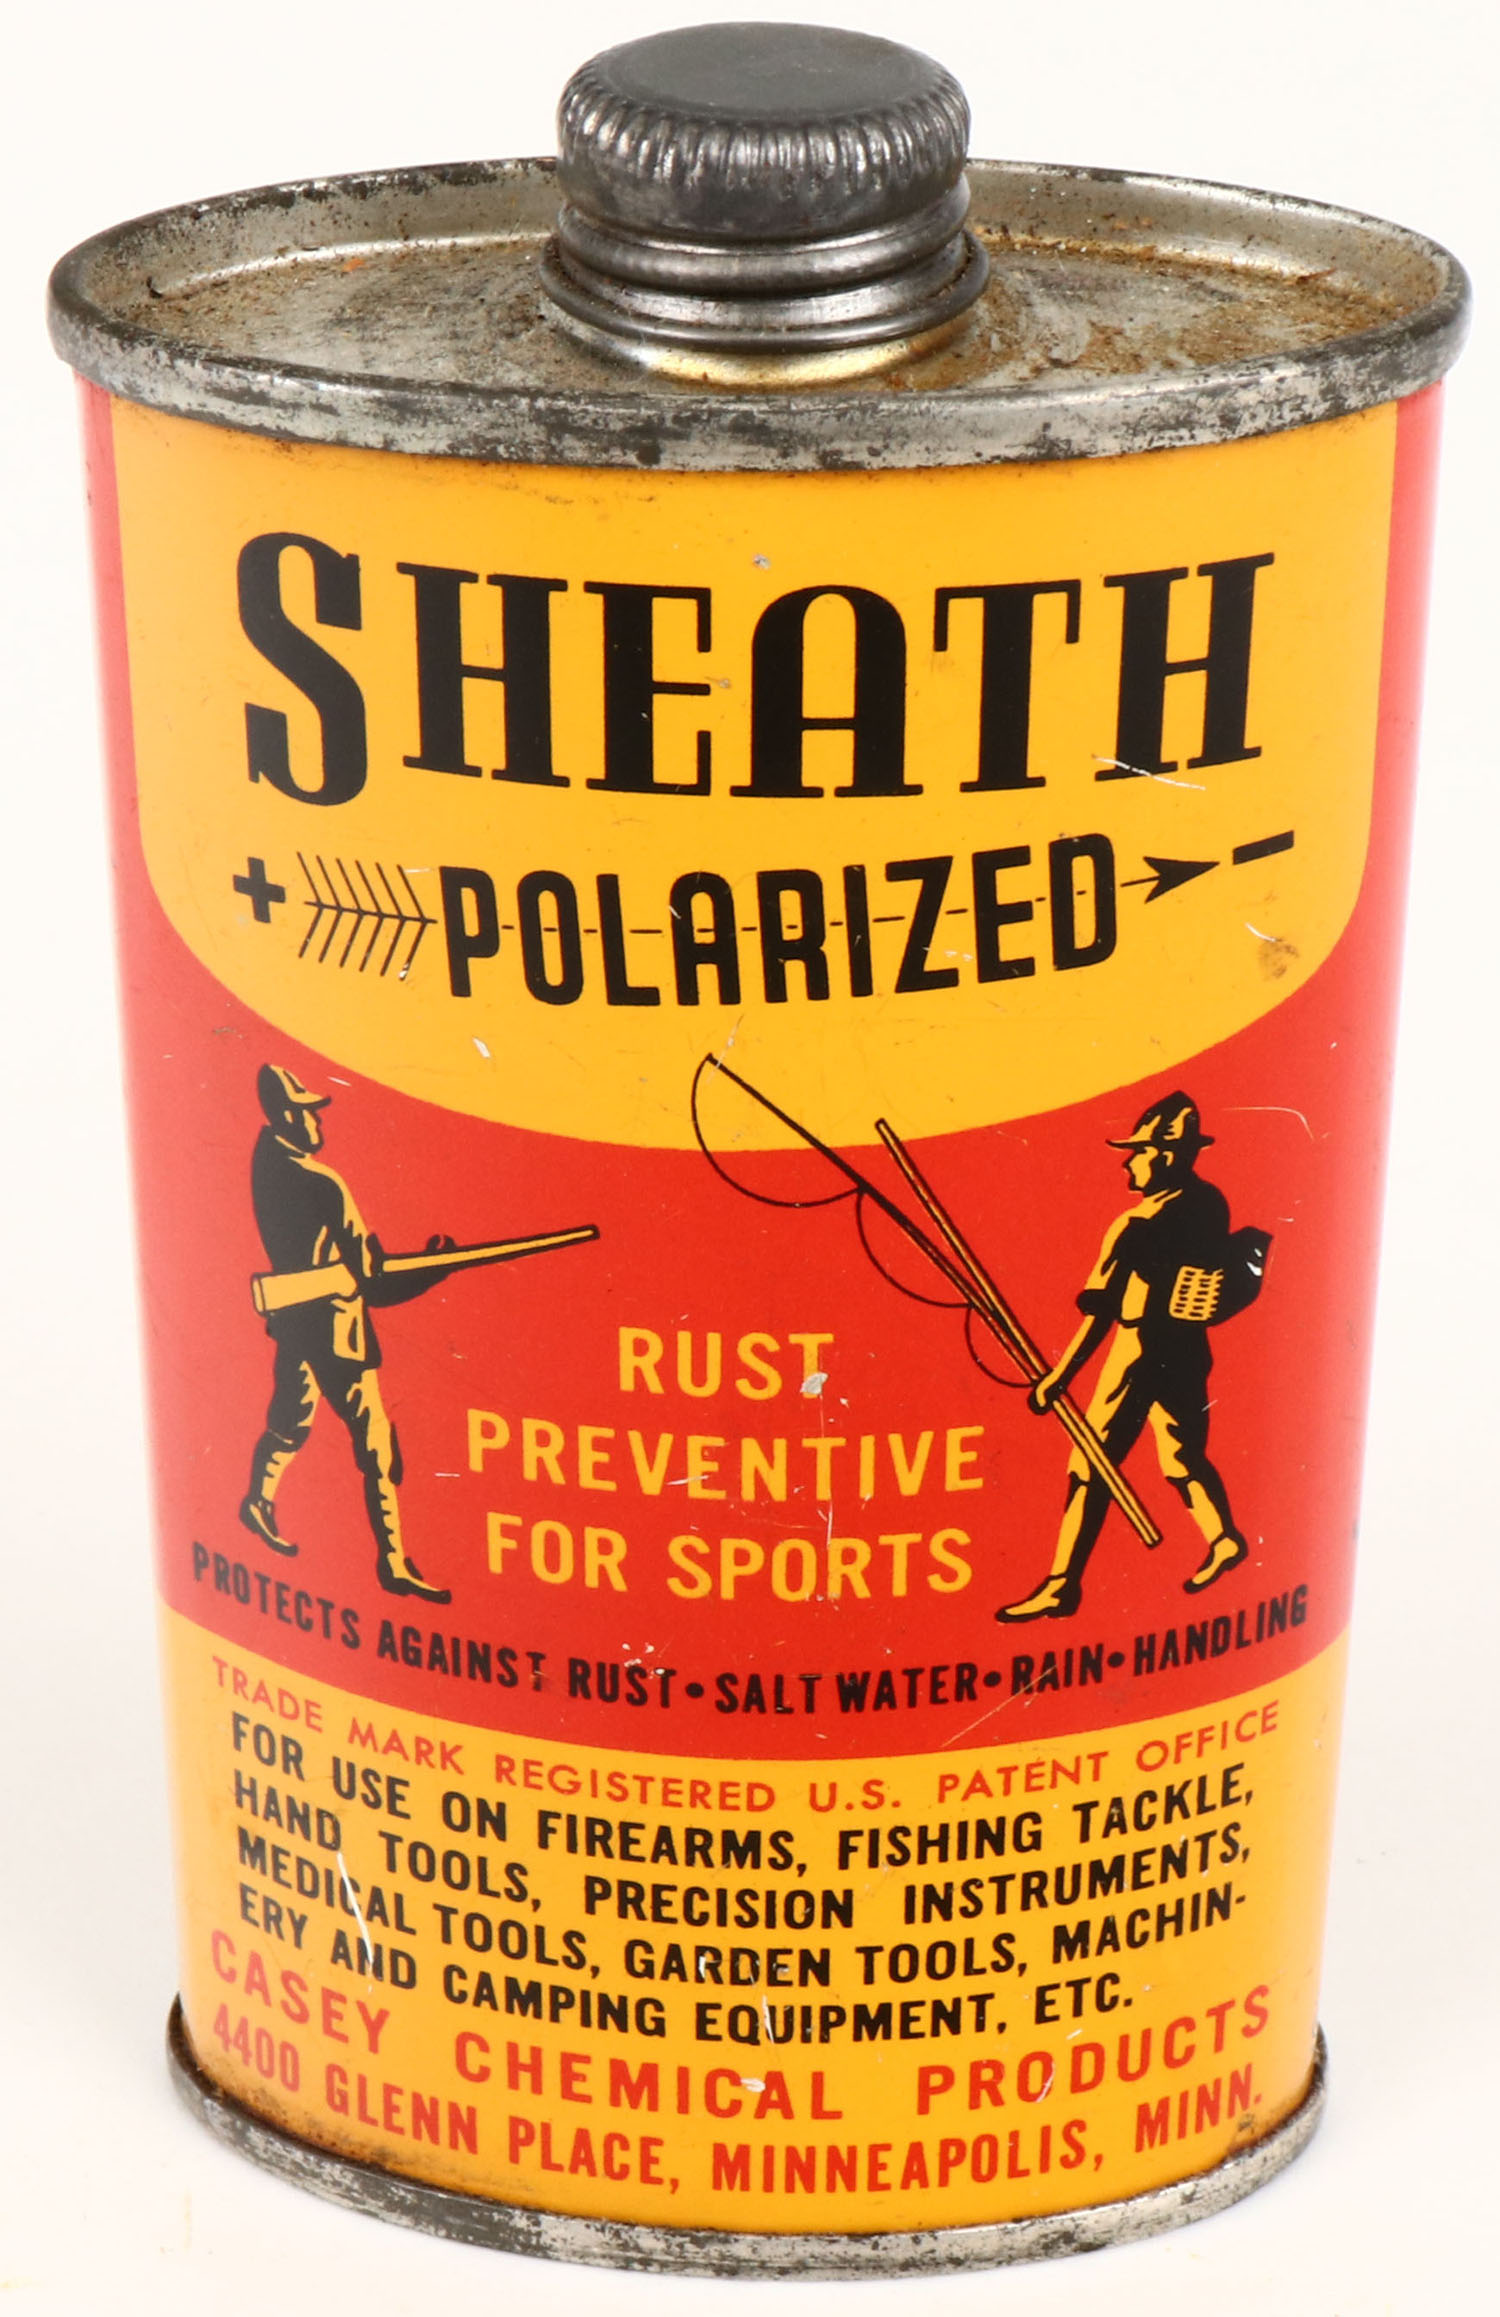 SHEATH
+ POLARIZED -
RUST
PREVENTIVE
FOR SPORTS
PROTECTS AGAINST RUST • SALT WATER • RAIN • HANDLING
TRADE MARK REGISTERED U.S. PATENT OFFICE
FOR USE ON FIREARMS, FISHING TACKLE,
HAND TOOLS, PRECISION INSTRUMENTS,
MEDICAL TOOLS, GARDEN TOOLS, MACHIN-
ERY AND CAMPING EQUIPMENT, ETC.
CASEY CHEMICAL PRODUCTS
4400 GLENN PLACE, MINNEAPOLIS, MINN.